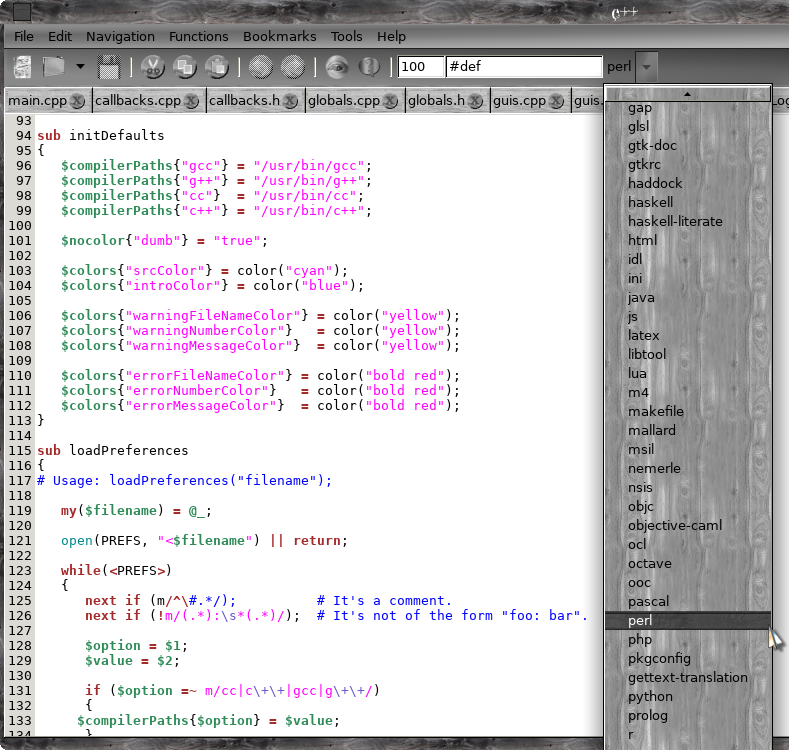 g++
File Edit Navigation Functions Bookmarks Tools Help
100 #def perl
main.cpp callbacks.cpp callbacks.h globals.cpp globals.h guis.cpp guis.
93
94 sub initDefaults
95 {
96    $compilerPaths{"gcc"} = "/usr/bin/gcc";
97    $compilerPaths{"g++"} = "/usr/bin/g++";
98    $compilerPaths{"cc"}  = "/usr/bin/cc";
99    $compilerPaths{"c++"} = "/usr/bin/c++";
100
101    $nocolor{"dumb"} = "true";
102
103    $colors{"srcColor"} = color("cyan");
104    $colors{"introColor"} = color("blue");
105
106    $colors{"warningFileNameColor"} = color("yellow");
107    $colors{"warningNumberColor"}   = color("yellow");
108    $colors{"warningMessageColor"}  = color("yellow");
109
110    $colors{"errorFileNameColor"} = color("bold red");
111    $colors{"errorNumberColor"}   = color("bold red");
112    $colors{"errorMessageColor"}  = color("bold red");
113 }
114
115 sub loadPreferences
116 {
117 # Usage: loadPreferences("filename");
118
119    my($filename) = @_;
120
121    open(PREFS, "<$filename") || return;
122
123    while(<PREFS>)
124    {
125       next if (m/^\#.*/);          # It's a comment.
126       next if (!m/(.*):\s*(.*)/);  # It's not of the form "foo: bar".
127
128       $option = $1;
129       $value = $2;
130
131       if ($option =~ m/cc|c\+\+|gcc|g\+\+/)
132       {
133      $compilerPaths{$option} = $value;
134       }
gap
glsl
gtk-doc
gtkrc
haddock
haskell
haskell-literate
html
idl
ini
java
js
latex
libtool
lua
m4
makefile
mallard
msil
nemerle
nsis
objc
objective-caml
ocl
octave
ooc
pascal
perl
php
pkgconfig
gettext-translation
python
prolog
r